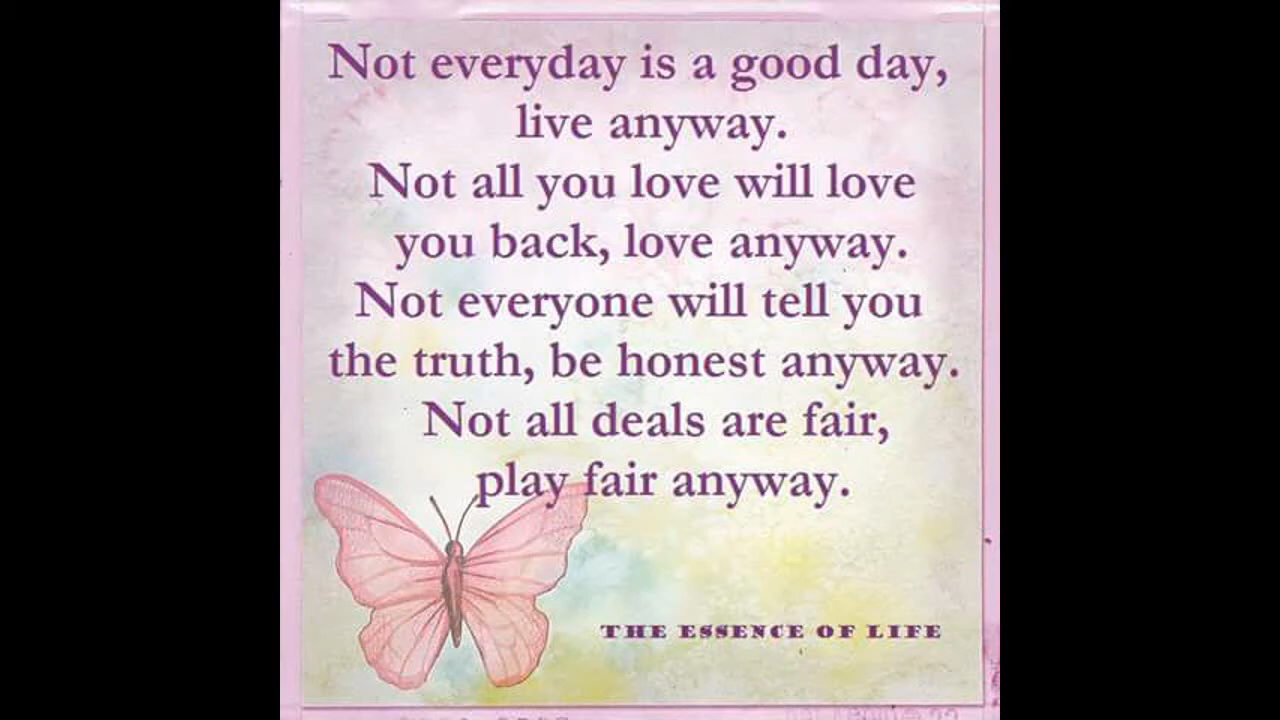 Not everyday is a good day,
live anyway.
Not all you love will love
you back, love anyway.
Not everyone will tell you
the truth, be honest anyway.
Not all deals are fair,
play fair anyway.
THE ESSENCE OF LIFE